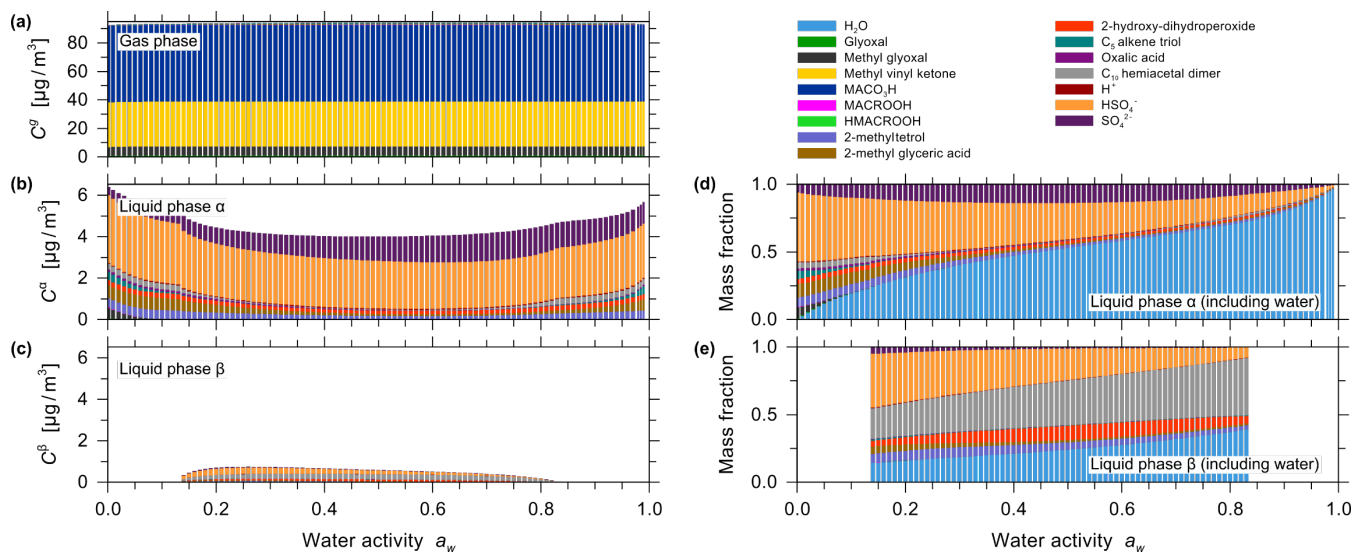 (a)
Gas phase
80
60
40
20
0
C^g [µg / m³]
(b)
Liquid phase α
6
4
2
0
C^α [µg / m³]
(c)
Liquid phase β
6
4
2
0
C^β [µg / m³]
0.0 0.2 0.4 0.6 0.8 1.0
Water activity a_w
H₂O
Glyoxal
Methyl glyoxal
Methyl vinyl ketone
MACO₃H
MACROOH
HMACROOH
2-methyltetrol
2-methyl glyceric acid
2-hydroxy-dihydroperoxide
C₅ alkene triol
Oxalic acid
C₁₀ hemiacetal dimer
H⁺
HSO₄⁻
SO₄²⁻
(d)
1.0
0.5
0.0
Mass fraction
Liquid phase α (including water)
(e)
1.0
0.5
0.0
Mass fraction
Liquid phase β (including water)
0.0 0.2 0.4 0.6 0.8 1.0
Water activity a_w